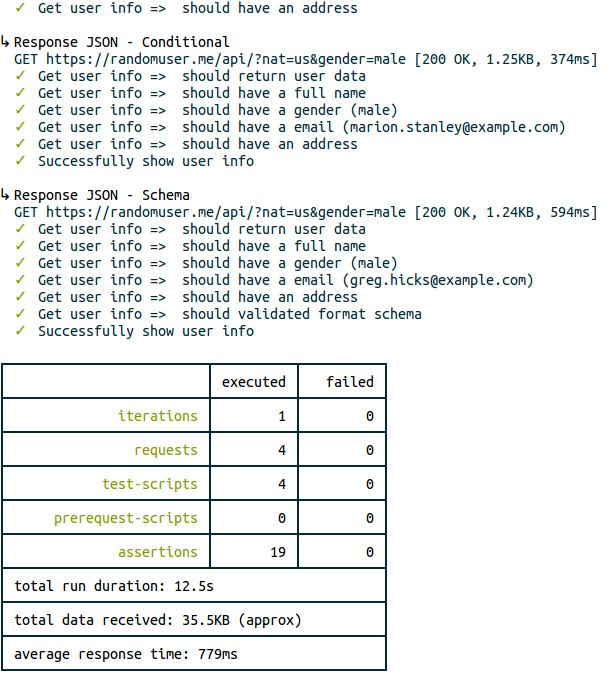 ✓ Get user info => should have an address
↳ Response JSON - Conditional
GET https://randomuser.me/api/?nat=us&gender=male [200 OK, 1.25KB, 374ms]
✓ Get user info => should return user data
✓ Get user info => should have a full name
✓ Get user info => should have a gender (male)
✓ Get user info => should have a email (marion.stanley@example.com)
✓ Get user info => should have an address
✓ Successfully show user info
↳ Response JSON - Schema
GET https://randomuser.me/api/?nat=us&gender=male [200 OK, 1.24KB, 594ms]
✓ Get user info => should return user data
✓ Get user info => should have a full name
✓ Get user info => should have a gender (male)
✓ Get user info => should have a email (greg.hicks@example.com)
✓ Get user info => should have an address
✓ Get user info => should validated format schema
✓ Successfully show user info
executed failed
iterations 1 0
requests 4 0
test-scripts 4 0
prerequest-scripts 0 0
assertions 19 0
total run duration: 12.5s
total data received: 35.5KB (approx)
average response time: 779ms